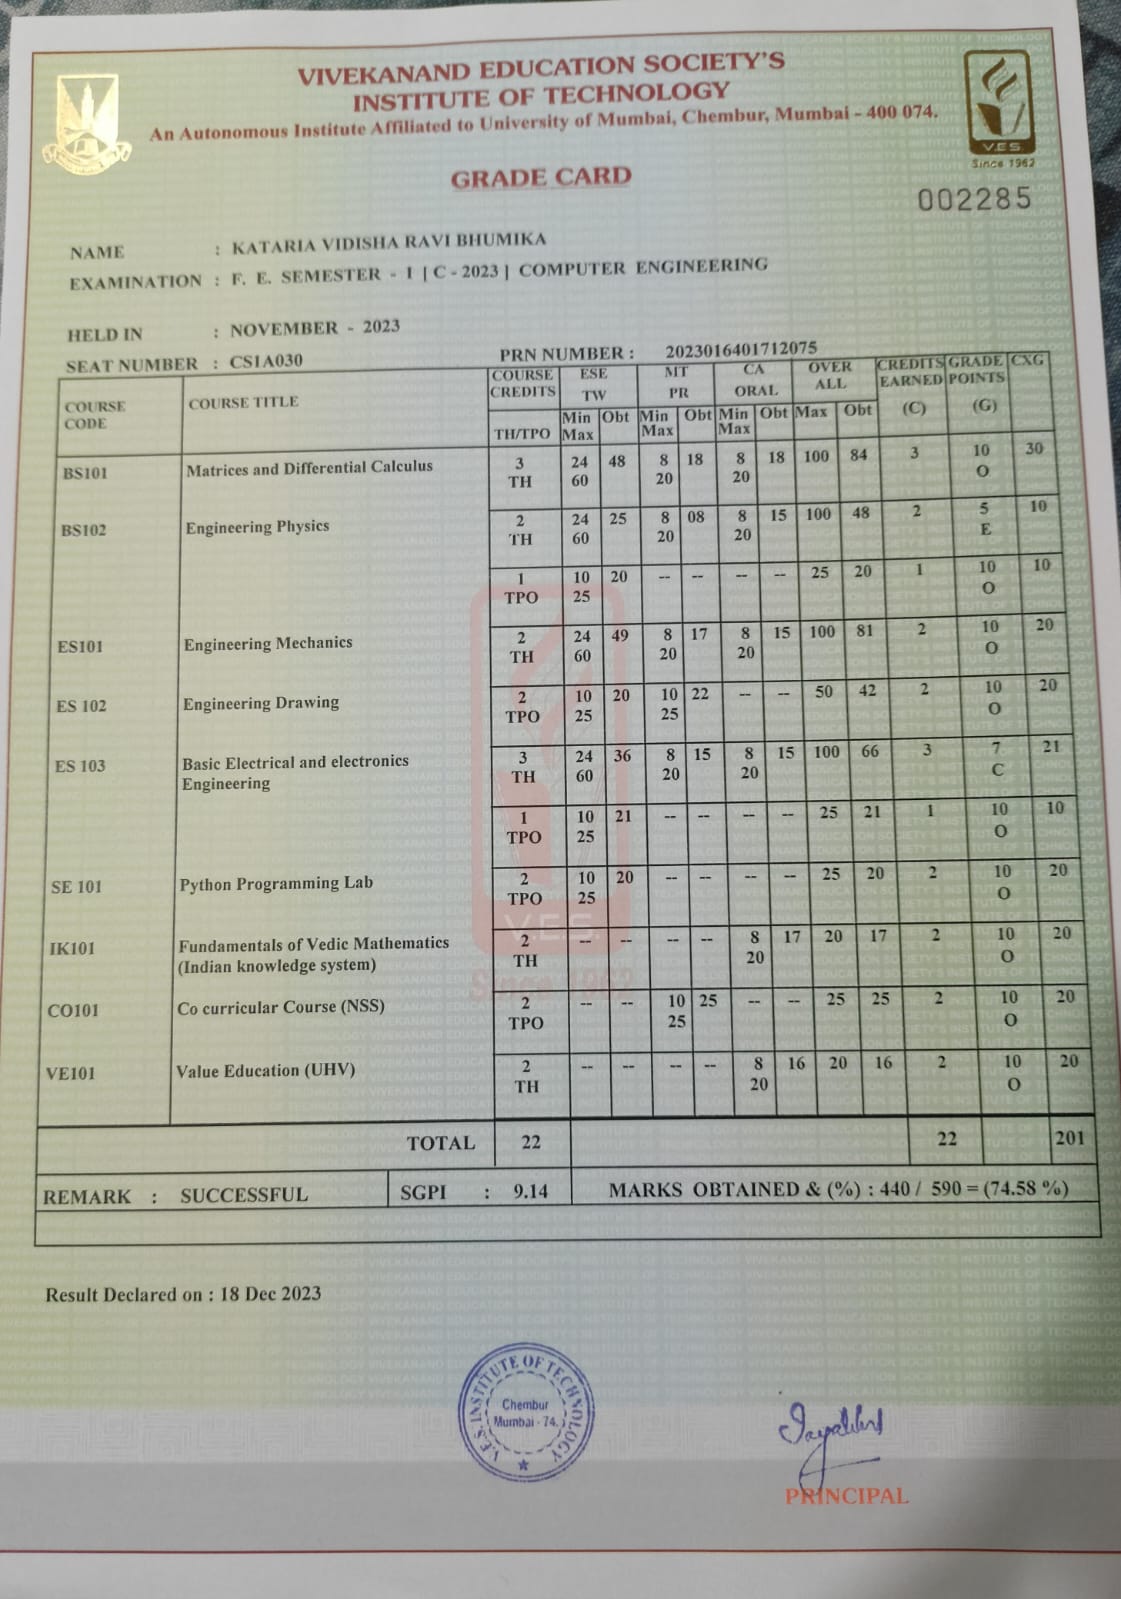 VIVEKANAND EDUCATION SOCIETY'S
INSTITUTE OF TECHNOLOGY
An Autonomous Institute Affiliated to University of Mumbai, Chembur, Mumbai - 400 074.
V.E.S.
Since 1962
GRADE CARD
002285
NAME : KATARIA VIDISHA RAVI BHUMIKA
EXAMINATION : F. E. SEMESTER - I | C - 2023 | COMPUTER ENGINEERING
HELD IN : NOVEMBER - 2023
SEAT NUMBER : CS1A030 PRN NUMBER : 2023016401712075
COURSE CODE COURSE TITLE COURSE CREDITS TH/TPO ESE TW MT PR CA ORAL OVER ALL CREDITS EARNED (C) GRADE POINTS (G) CXG
Min Max Obt Min Max Obt Min Max Obt Max Obt
BS101 Matrices and Differential Calculus 3 24 48 8 18 8 18 100 84 3 10 30
TH 60 20 20 O
BS102 Engineering Physics 2 24 25 8 08 8 15 100 48 2 5 10
TH 60 20 20 E
1 10 20 -- -- -- -- 25 20 1 10 10
TPO 25 O
ES101 Engineering Mechanics 2 24 49 8 17 8 15 100 81 2 10 20
TH 60 20 20 O
ES 102 Engineering Drawing 2 10 20 10 22 -- -- 50 42 2 10 20
TPO 25 25 O
ES 103 Basic Electrical and electronics 3 24 36 8 15 8 15 100 66 3 7 21
Engineering TH 60 20 20 C
1 10 21 -- -- -- -- 25 21 1 10 10
TPO 25 O
SE 101 Python Programming Lab 2 10 20 -- -- -- -- 25 20 2 10 20
TPO 25 O
IK101 Fundamentals of Vedic Mathematics 2 -- -- -- -- 8 17 20 17 2 10 20
(Indian knowledge system) TH 20 O
CO101 Co curricular Course (NSS) 2 -- -- 10 25 -- -- 25 25 2 10 20
TPO 25 O
VE101 Value Education (UHV) 2 -- -- -- -- 8 16 20 16 2 10 20
TH 20 O
V.E.S.
Since 1962
TOTAL 22 22 201
REMARK : SUCCESSFUL SGPI : 9.14 MARKS OBTAINED & (%) : 440 / 590 = (74.58 %)
Result Declared on : 18 Dec 2023
V.E.S. INSTITUTE OF TECHNOLOGY
Chembur
Mumbai - 74.
PRINCIPAL